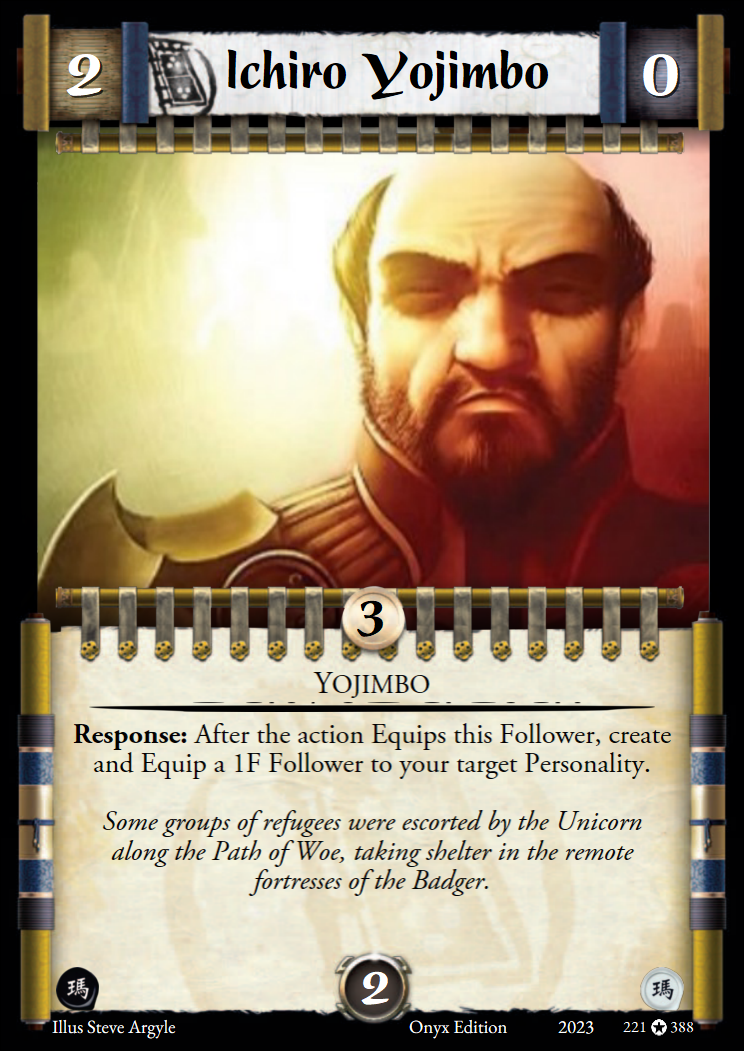 2 Ichiro Yojimbo 0
3
YOJIMBO
Response: After the action Equips this Follower, create
and Equip a 1F Follower to your target Personality.
Some groups of refugees were escorted by the Unicorn
along the Path of Woe, taking shelter in the remote
fortresses of the Badger.
瑪 2 瑪
Illus Steve Argyle Onyx Edition 2023 221 ✪ 388